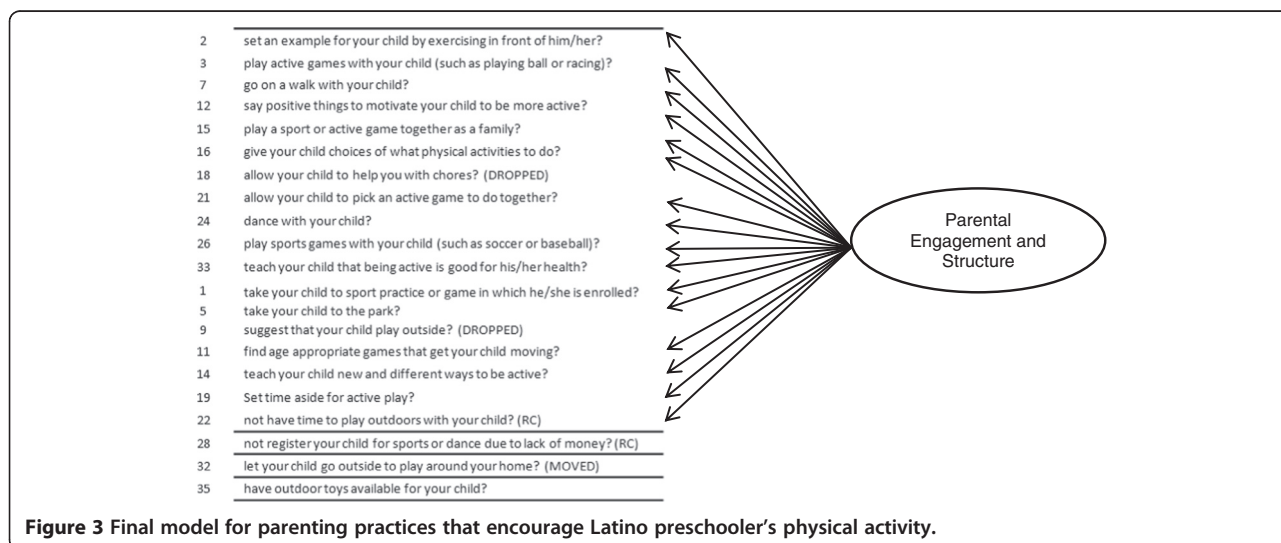 2 set an example for your child by exercising in front of him/her?
3 play active games with your child (such as playing ball or racing)?
7 go on a walk with your child?
12 say positive things to motivate your child to be more active?
15 play a sport or active game together as a family?
16 give your child choices of what physical activities to do?
18 allow your child to help you with chores? (DROPPED)
21 allow your child to pick an active game to do together?
24 dance with your child?
26 play sports games with your child (such as soccer or baseball)?
33 teach your child that being active is good for his/her health?
1 take your child to sport practice or game in which he/she is enrolled?
5 take your child to the park?
9 suggest that your child play outside? (DROPPED)
11 find age appropriate games that get your child moving?
14 teach your child new and different ways to be active?
19 Set time aside for active play?
22 not have time to play outdoors with your child? (RC)
28 not register your child for sports or dance due to lack of money? (RC)
32 let your child go outside to play around your home? (MOVED)
35 have outdoor toys available for your child?
Parental
Engagement and
Structure
Figure 3 Final model for parenting practices that encourage Latino preschooler's physical activity.